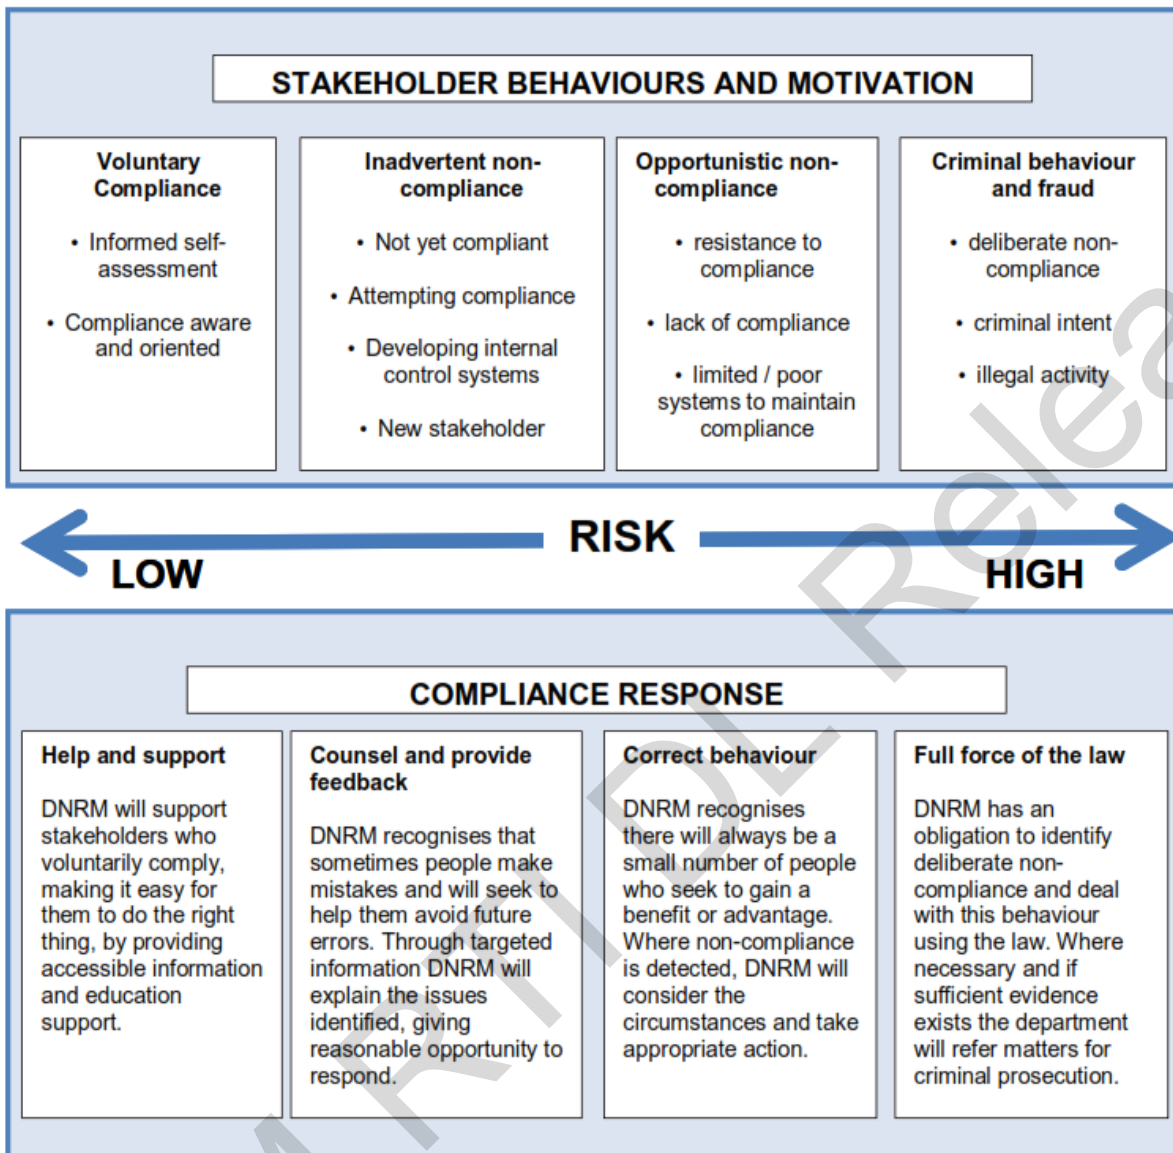 STAKEHOLDER BEHAVIOURS AND MOTIVATION
Voluntary
Compliance
• Informed self-
assessment
• Compliance aware
and oriented
Inadvertent non-
compliance
• Not yet compliant
• Attempting compliance
• Developing internal
control systems
• New stakeholder
Opportunistic non-
compliance
• resistance to
compliance
• lack of compliance
• limited / poor
systems to maintain
compliance
Criminal behaviour
and fraud
• deliberate non-
compliance
• criminal intent
• illegal activity
RISK
LOW
HIGH
COMPLIANCE RESPONSE
Help and support
DNRM will support
stakeholders who
voluntarily comply,
making it easy for
them to do the right
thing, by providing
accessible information
and education
support.
Counsel and provide
feedback
DNRM recognises that
sometimes people make
mistakes and will seek to
help them avoid future
errors. Through targeted
information DNRM will
explain the issues
identified, giving
reasonable opportunity to
respond.
Correct behaviour
DNRM recognises
there will always be a
small number of people
who seek to gain a
benefit or advantage.
Where non-compliance
is detected, DNRM will
consider the
circumstances and take
appropriate action.
Full force of the law
DNRM has an
obligation to identify
deliberate non-
compliance and deal
with this behaviour
using the law. Where
necessary and if
sufficient evidence
exists the department
will refer matters for
criminal prosecution.
M RTI DL Relea